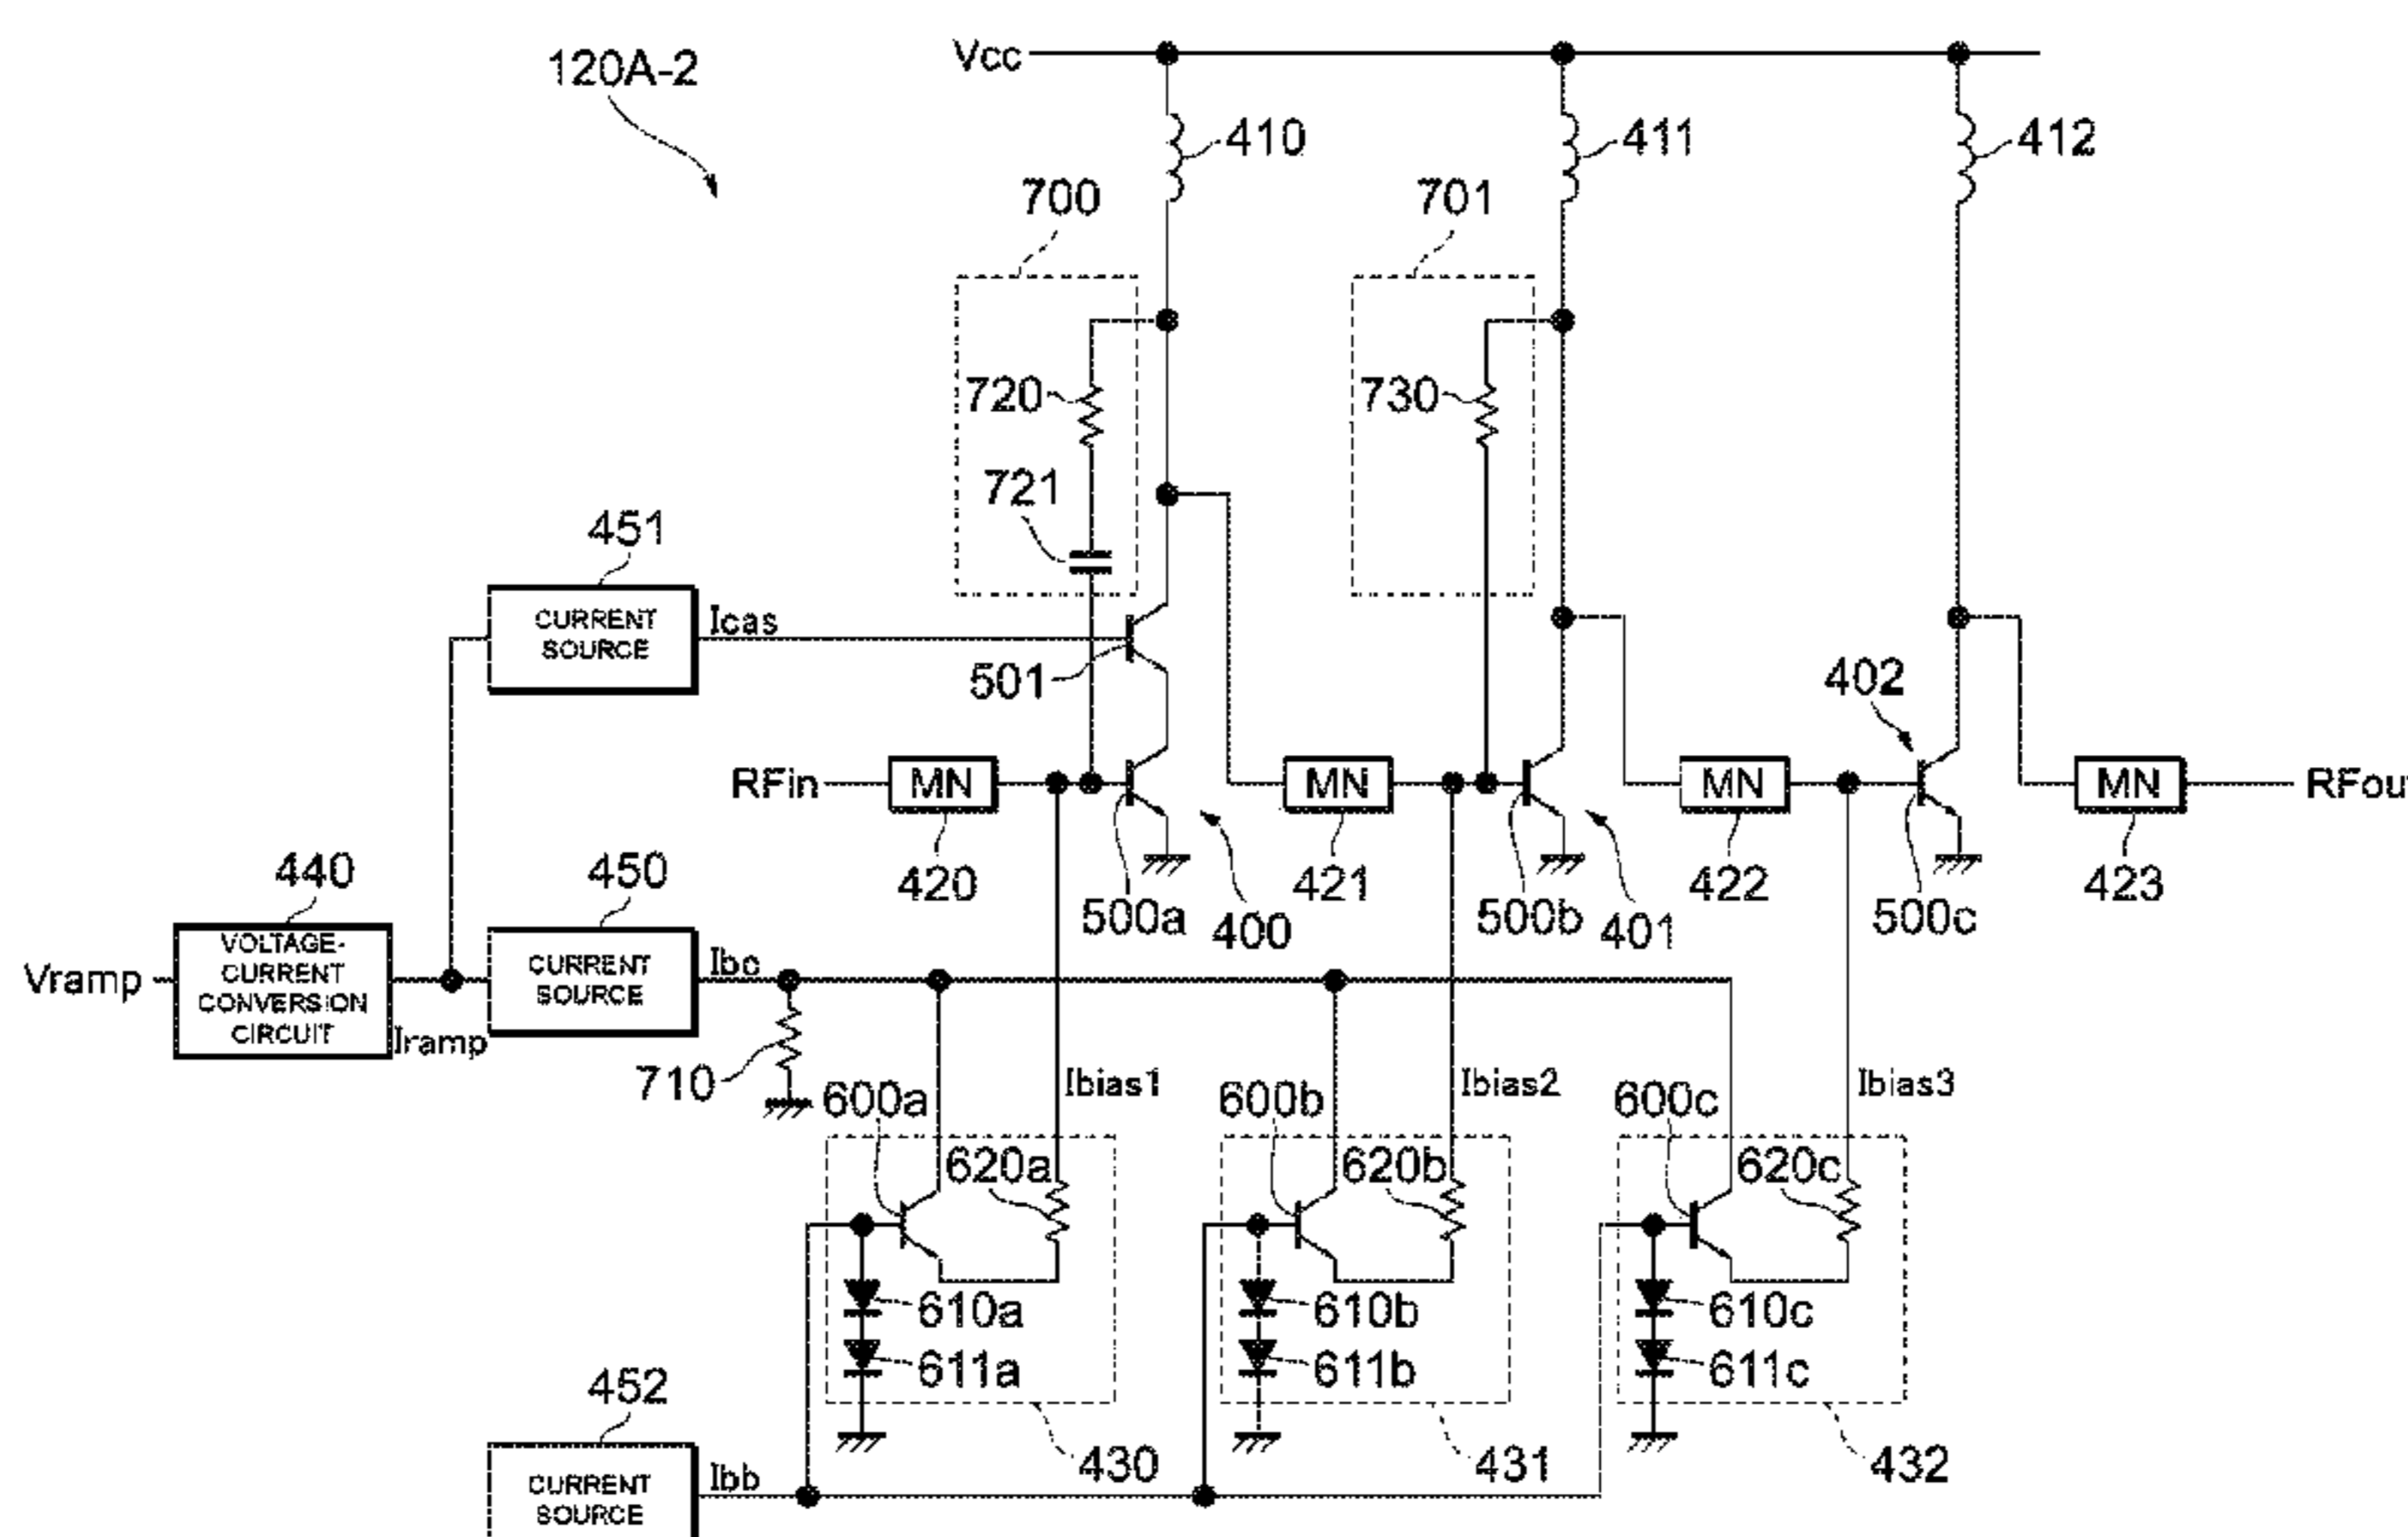 120A-2
Vcc
410
411
412
700
701
720
730
721
451
CURRENT
SOURCE
Icas
501
402
RFin
MN
MN
MN
MN
RFou
420
421
422
423
440
450
500a
400
500b
401
500c
Vramp
VOLTAGE-
CURRENT
CONVERSION
CIRCUIT
Iramp
CURRENT
SOURCE
Ibc
710
600a
Ibias1
600b
Ibias2
600c
Ibias3
620a
620b
620c
610a
610b
610c
611a
611b
611c
452
430
431
432
CURRENT
SOURCE
Ibb